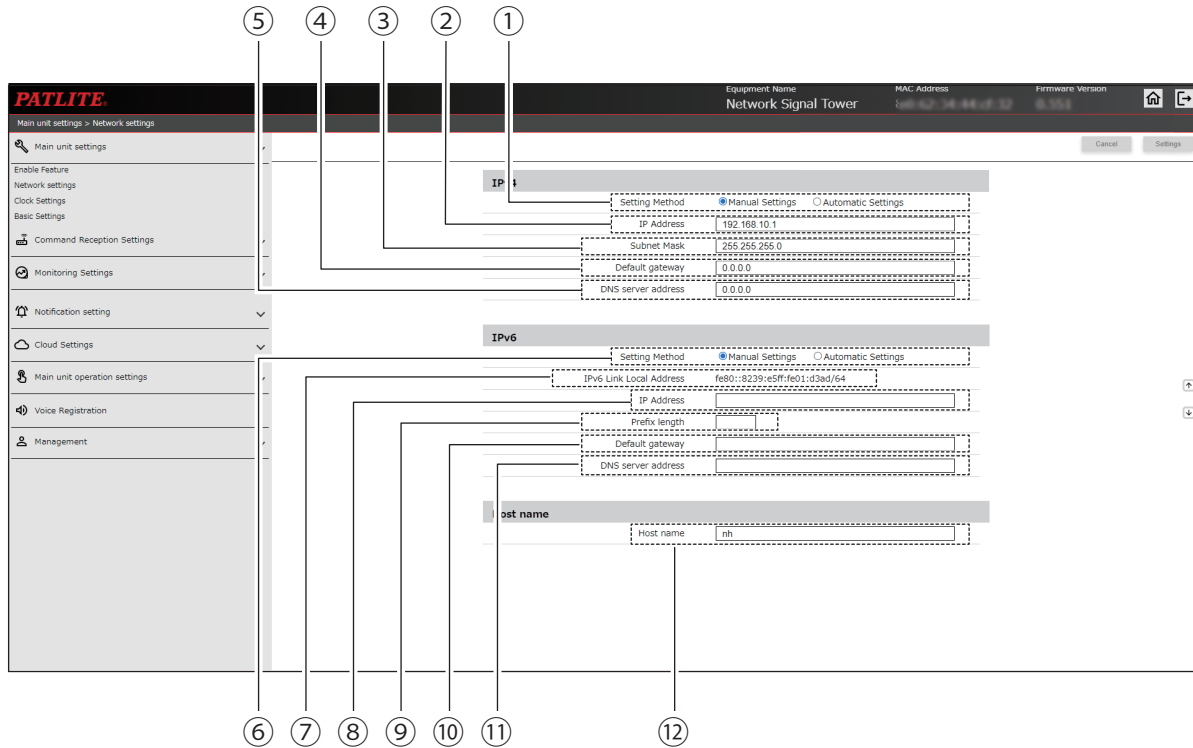 ⑤ ④ ③ ② ①
PATLITE
Equipment Name
Network Signal Tower
MAC Address
Firmware Version
0.551
Main unit settings > Network settings
Main unit settings
Cancel Settings
Enable Feature
Network settings
Clock Settings
Basic Settings
Command Reception Settings
Monitoring Settings
Notification setting
Cloud Settings
Main unit operation settings
Voice Registration
Management
IPv4
Setting Method Manual Settings Automatic Settings
IP Address 192.168.10.1
Subnet Mask 255.255.255.0
Default gateway 0.0.0.0
DNS server address 0.0.0.0
IPv6
Setting Method Manual Settings Automatic Settings
IPv6 Link Local Address fe80::8239:e5ff:fe01:d3ad/64
IP Address
Prefix length
Default gateway
DNS server address
Host name
Host name nh
⑥ ⑦ ⑧ ⑨ ⑩ ⑪ ⑫